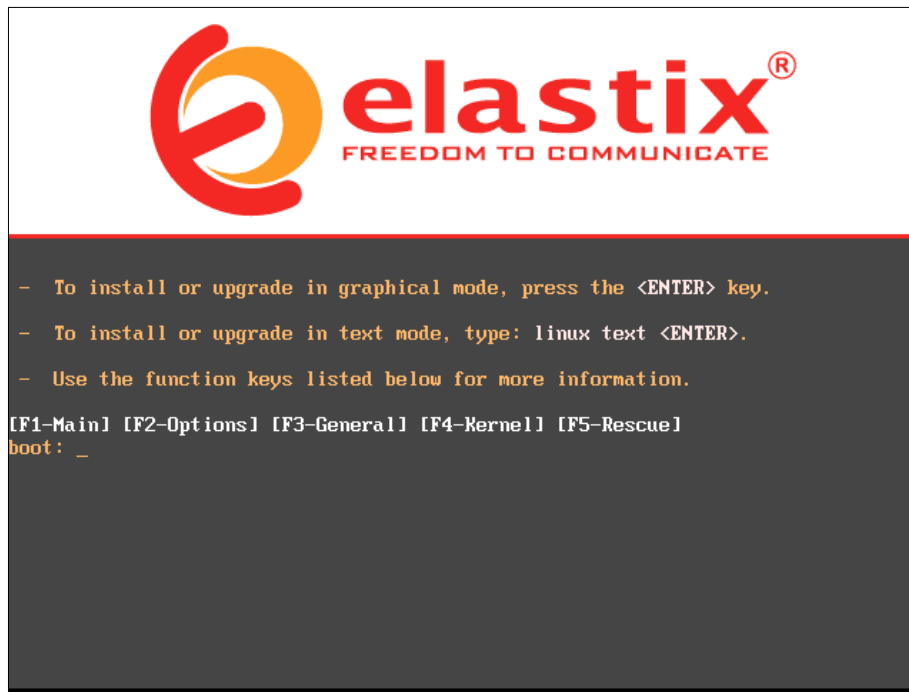 elastix®
FREEDOM TO COMMUNICATE
- To install or upgrade in graphical mode, press the <ENTER> key.
- To install or upgrade in text mode, type: linux text <ENTER>.
- Use the function keys listed below for more information.
[F1-Main] [F2-Options] [F3-General] [F4-Kernel] [F5-Rescue]
boot: _